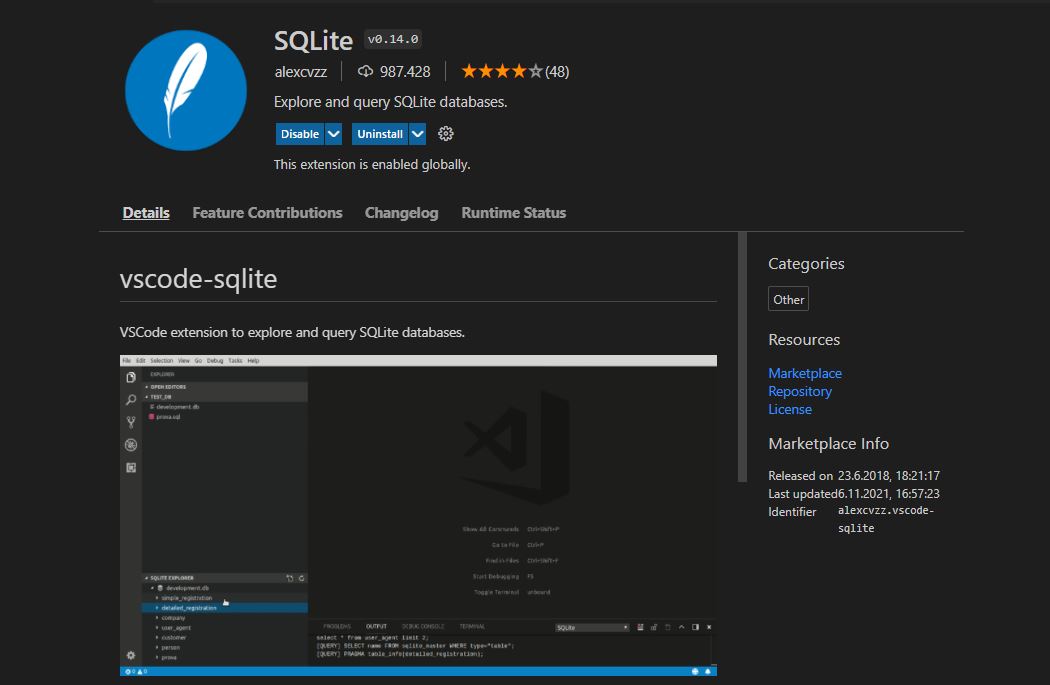 SQLite v0.14.0
alexcvzz 987.428 (48)
Explore and query SQLite databases.
Disable Uninstall
This extension is enabled globally.
Details Feature Contributions Changelog Runtime Status
vscode-sqlite
VSCode extension to explore and query SQLite databases.
File Edit Selection View Go Debug Tasks Help
EXPLORER
OPEN EDITORS
TEST_DB
development.db
prova.sql
Show All Commands Ctrl+Shift+P
Go to File Ctrl+P
Find in Files Ctrl+Shift+F
Start Debugging F5
Toggle Terminal unbound
SQLITE EXPLORER
development.db
simple_registration
detailed_registration
company
user_agent
customer
person
prova
PROBLEMS OUTPUT DEBUG CONSOLE TERMINAL SQLite
select * from user_agent limit 2;
[QUERY] SELECT name FROM sqlite_master WHERE type="table";
[QUERY] PRAGMA table_info(detailed_registration);
0 0
Categories
Other
Resources
Marketplace
Repository
License
Marketplace Info
Released on 23.6.2018, 18:21:17
Last updated 6.11.2021, 16:57:23
Identifier alexcvzz.vscode-
sqlite